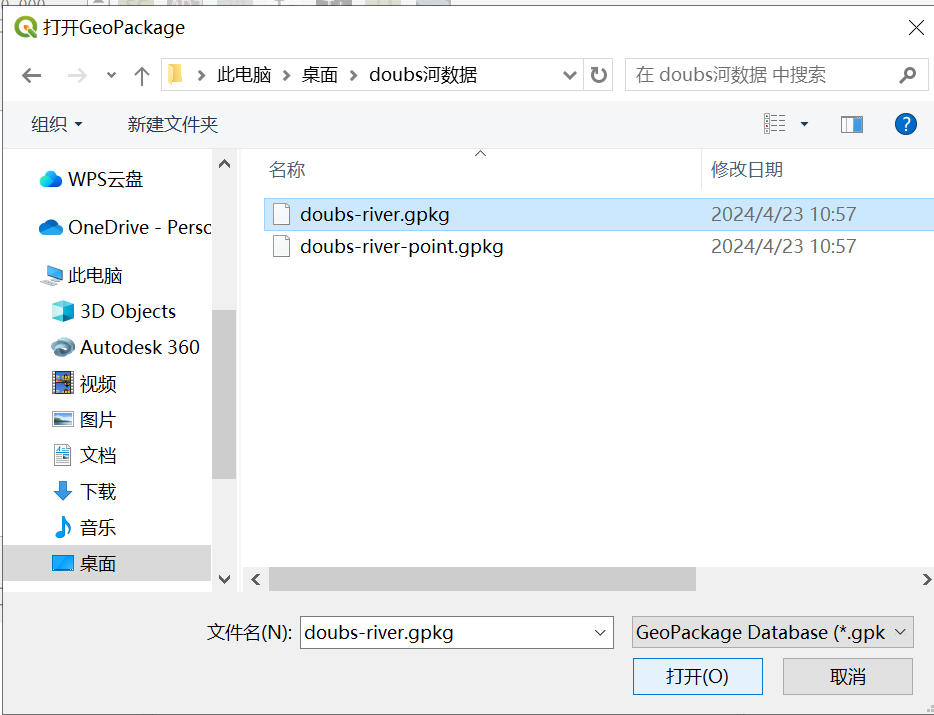 打开GeoPackage
此电脑 桌面 doubs河数据
在 doubs河数据 中搜索
组织 新建文件夹
名称 修改日期
WPS云盘
OneDrive - Perso
此电脑
3D Objects
Autodesk 360
视频
图片
文档
下载
音乐
桌面
doubs-river.gpkg 2024/4/23 10:57
doubs-river-point.gpkg 2024/4/23 10:57
文件名(N): doubs-river.gpkg GeoPackage Database (*.gpk
打开(O) 取消